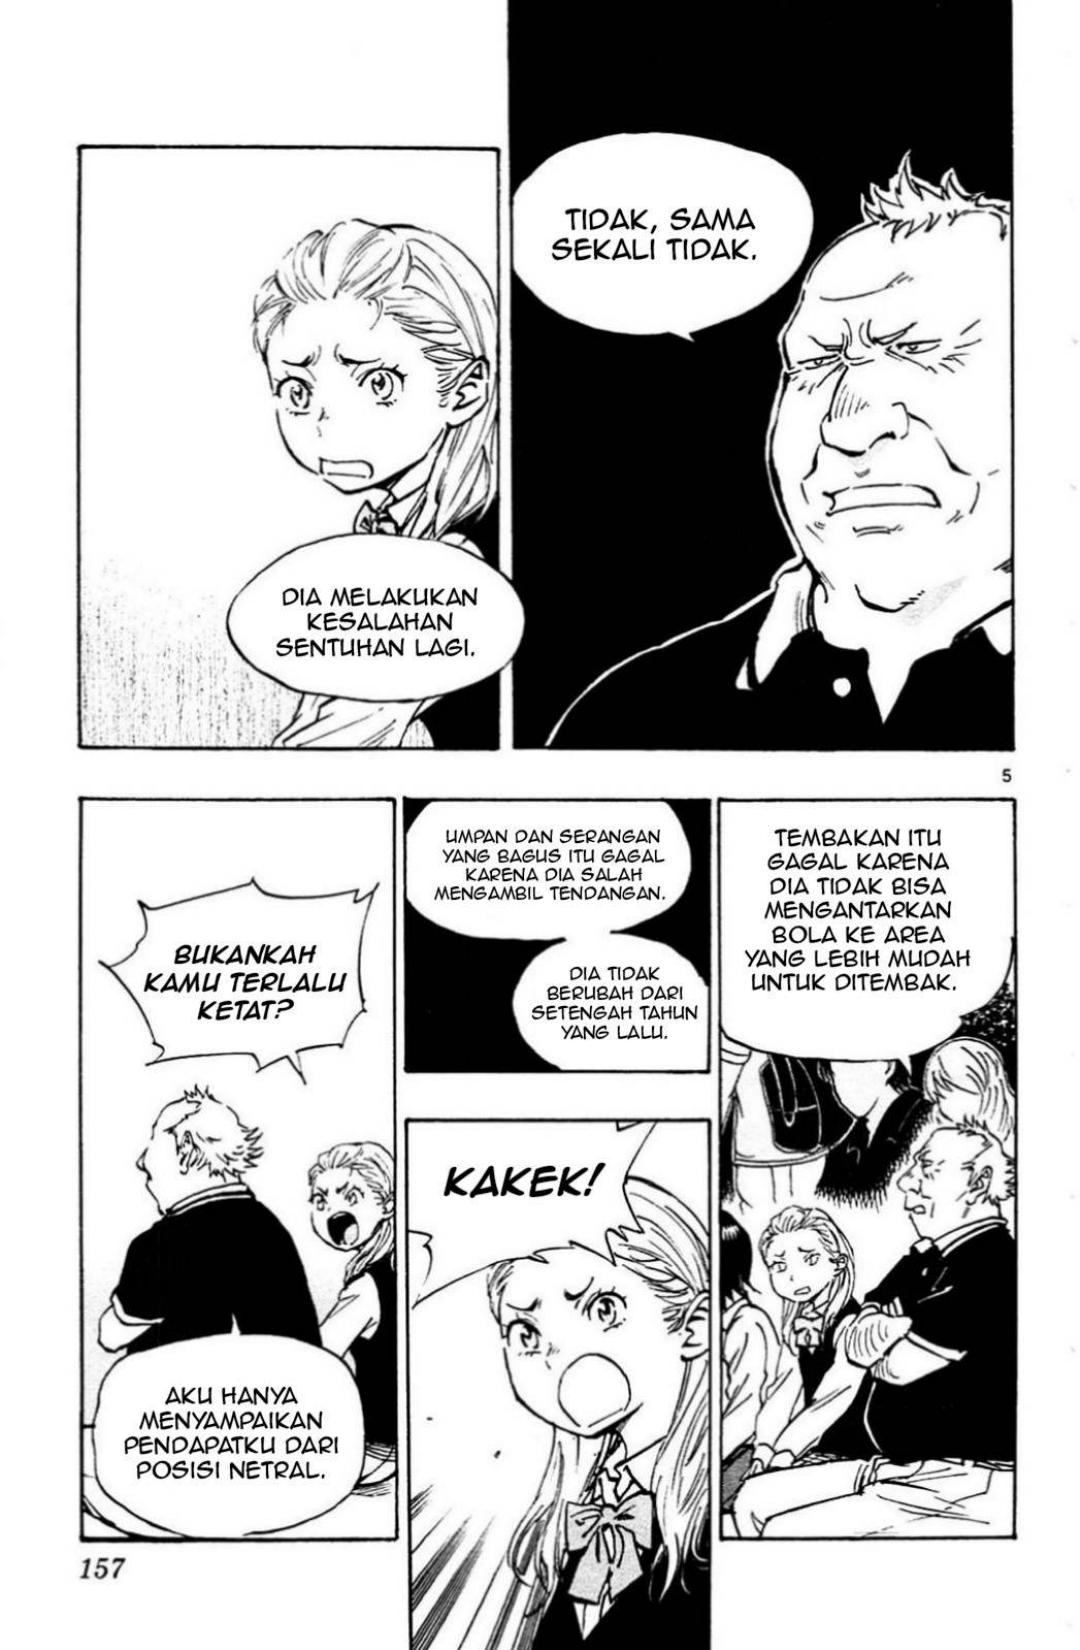 TIDAK, SAMA
SEKALI TIDAK.
DIA MELAKUKAN
KESALAHAN
SENTUHAN LAGI.
5
TEMBAKAN ITU
GAGAL KARENA
DIA TIDAK BISA
MENGANTARKAN
BOLA KE AREA
YANG LEBIH MUDAH
UNTUK DITEMBAK.
UMPAN DAN SERANGAN
YANG BAGUS ITU GAGAL
KARENA DIA SALAH
MENGAMBIL TENDANGAN.
DIA TIDAK
BERUBAH DARI
SETENGAH TAHUN
YANG LALU.
KAKEK!
BUKANKAH
KAMU TERLALU
KETAT?
AKU HANYA
MENYAMPAIKAN
PENDAPATKU DARI
POSISI NETRAL.
157